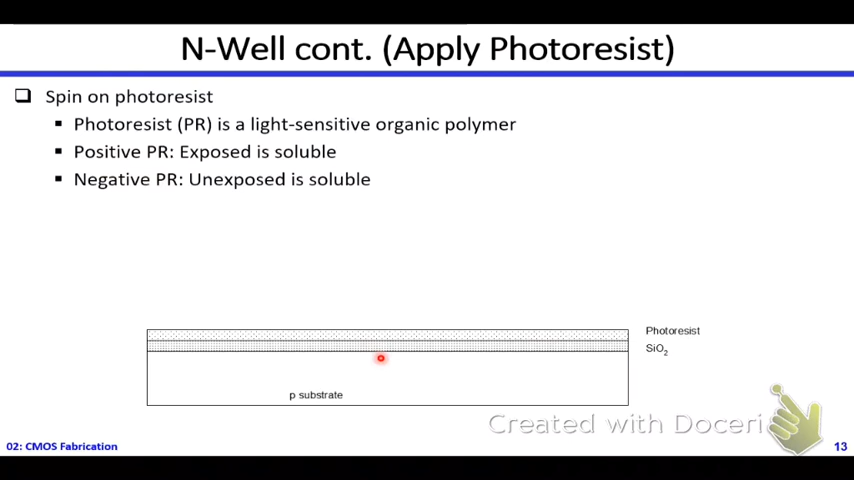 N-Well cont. (Apply Photoresist)
Spin on photoresist
Photoresist (PR) is a light-sensitive organic polymer
Positive PR: Exposed is soluble
Negative PR: Unexposed is soluble
Photoresist
SiO2
p substrate
Created with Doceri
02: CMOS Fabrication
13